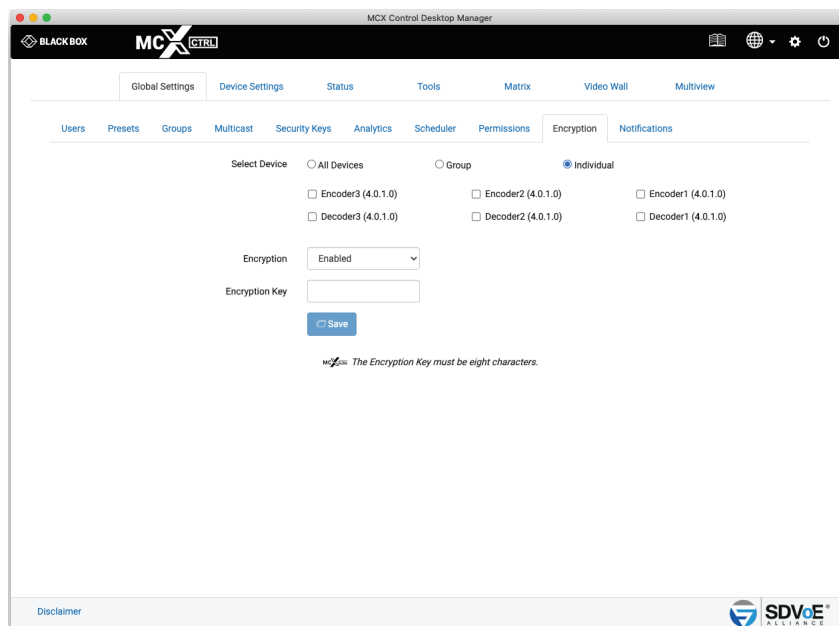 MCX Control Desktop Manager
BLACK BOX MCX CTRL
Global Settings Device Settings Status Tools Matrix Video Wall Multiview
Users Presets Groups Multicast Security Keys Analytics Scheduler Permissions Encryption Notifications
Select Device All Devices Group Individual
Encoder3 (4.0.1.0) Encoder2 (4.0.1.0) Encoder1 (4.0.1.0)
Decoder3 (4.0.1.0) Decoder2 (4.0.1.0) Decoder1 (4.0.1.0)
Encryption Enabled
Encryption Key
Save
MCX CTRL The Encryption Key must be eight characters.
Disclaimer SDVoE®
ALLIANCE